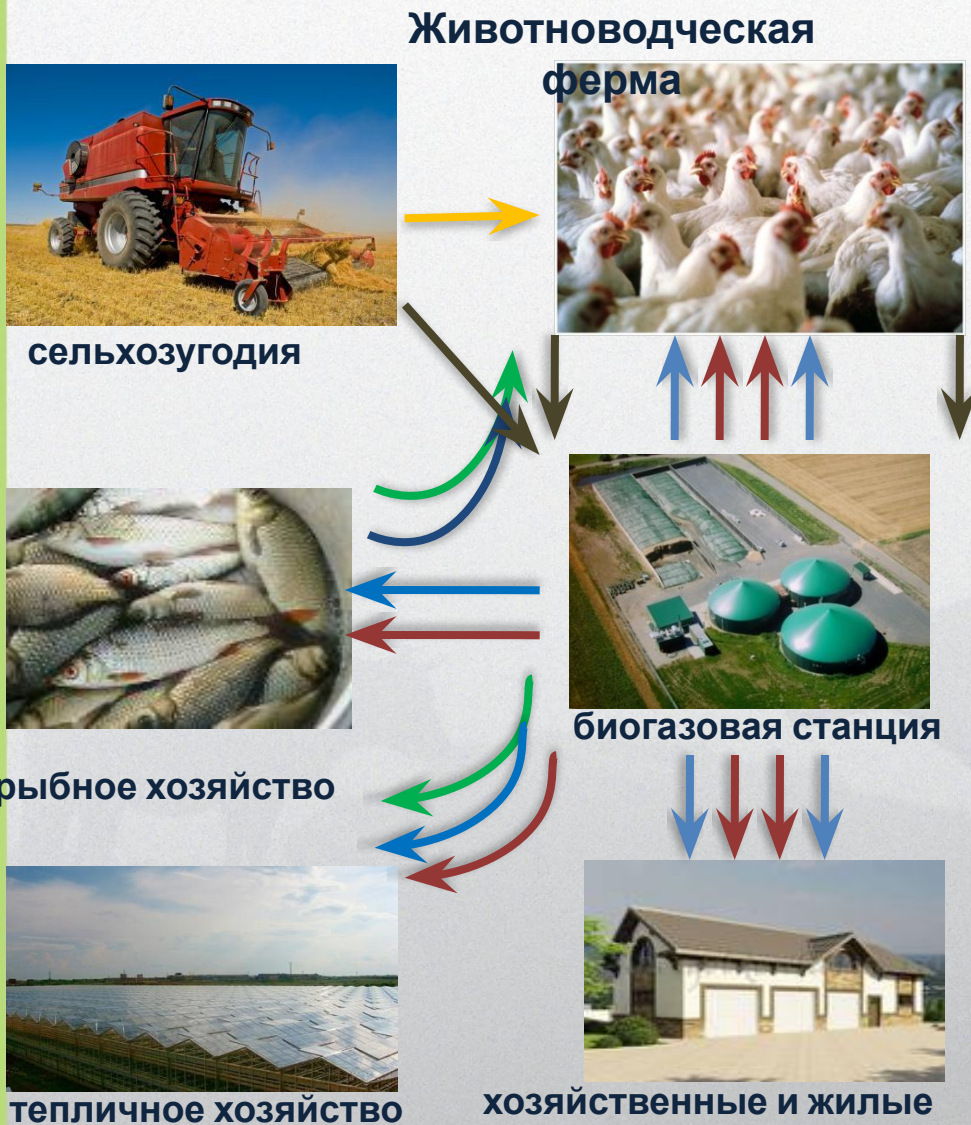 Животноводческая
ферма
сельхозугодия
биогазовая станция
рыбное хозяйство
тепличное хозяйство
хозяйственные и жилые